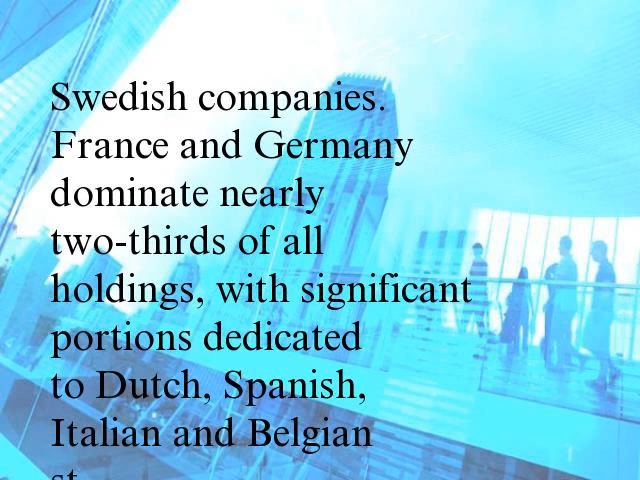 Swedish companies.
France and Germany
dominate nearly
two-thirds of all
holdings, with significant
portions dedicated
to Dutch, Spanish,
Italian and Belgian